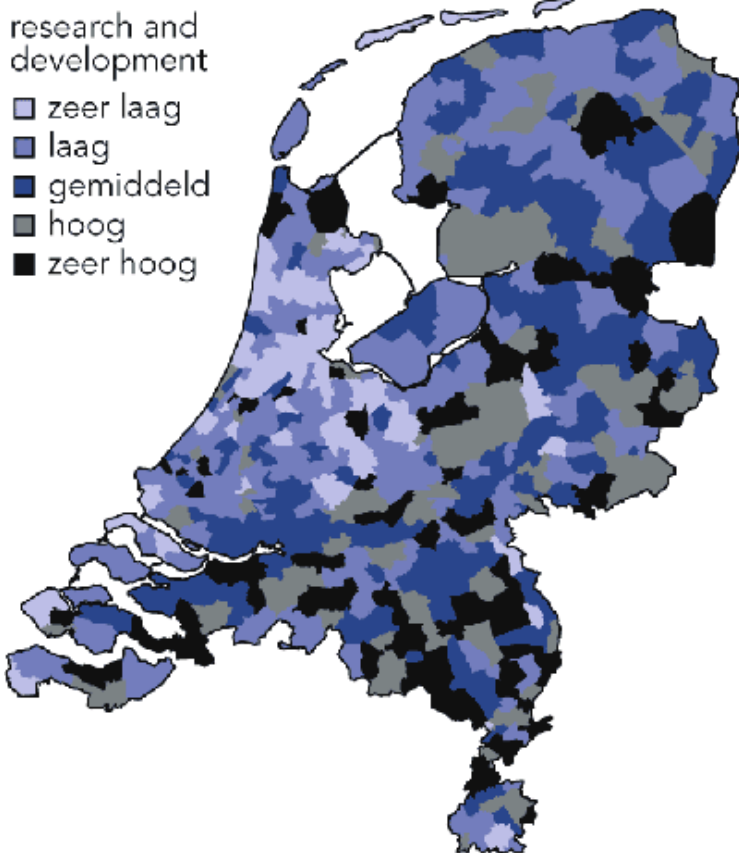 research and
development
zeer laag
laag
gemiddeld
hoog
zeer hoog